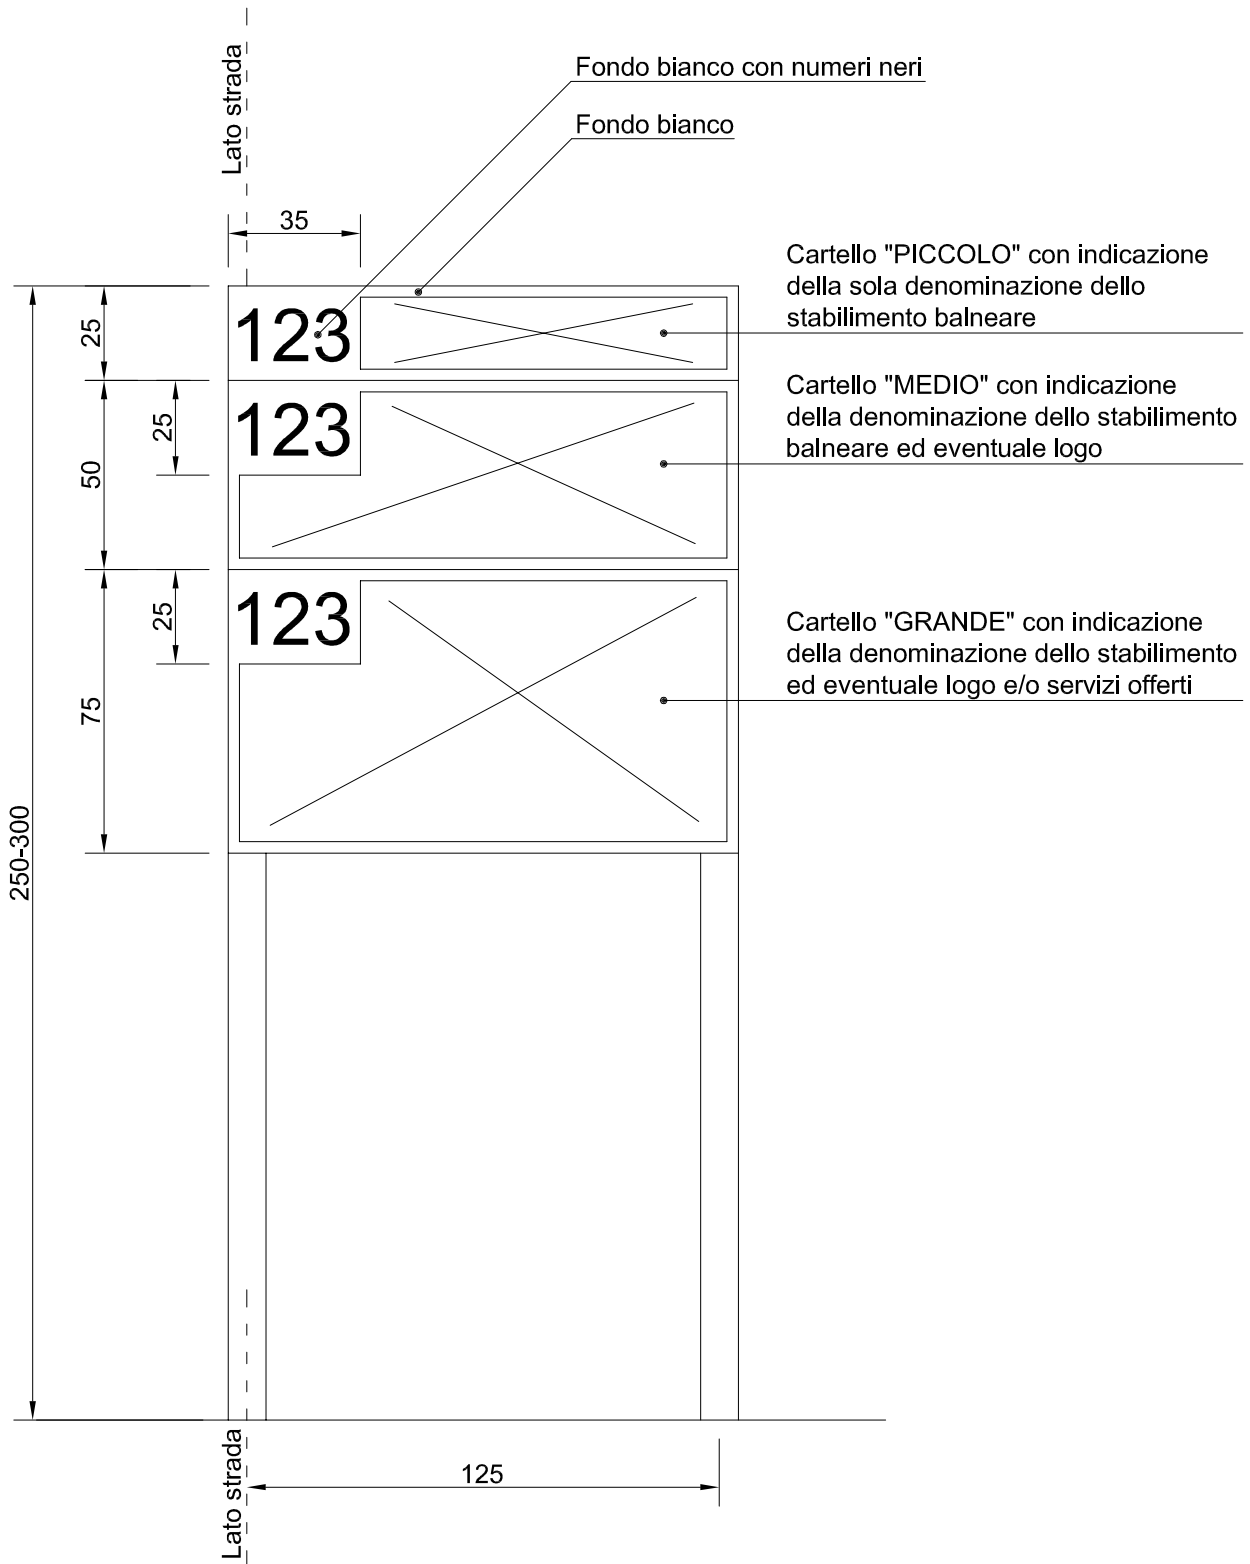 Lato strada
Fondo bianco con numeri neri
Fondo bianco
35
Cartello "PICCOLO" con indicazione
della sola denominazione dello
stabilimento balneare
25
123
Cartello "MEDIO" con indicazione
della denominazione dello stabilimento
balneare ed eventuale logo
50
25
123
Cartello "GRANDE" con indicazione
della denominazione dello stabilimento
ed eventuale logo e/o servizi offerti
75
25
123
250-300
125
Lato strada